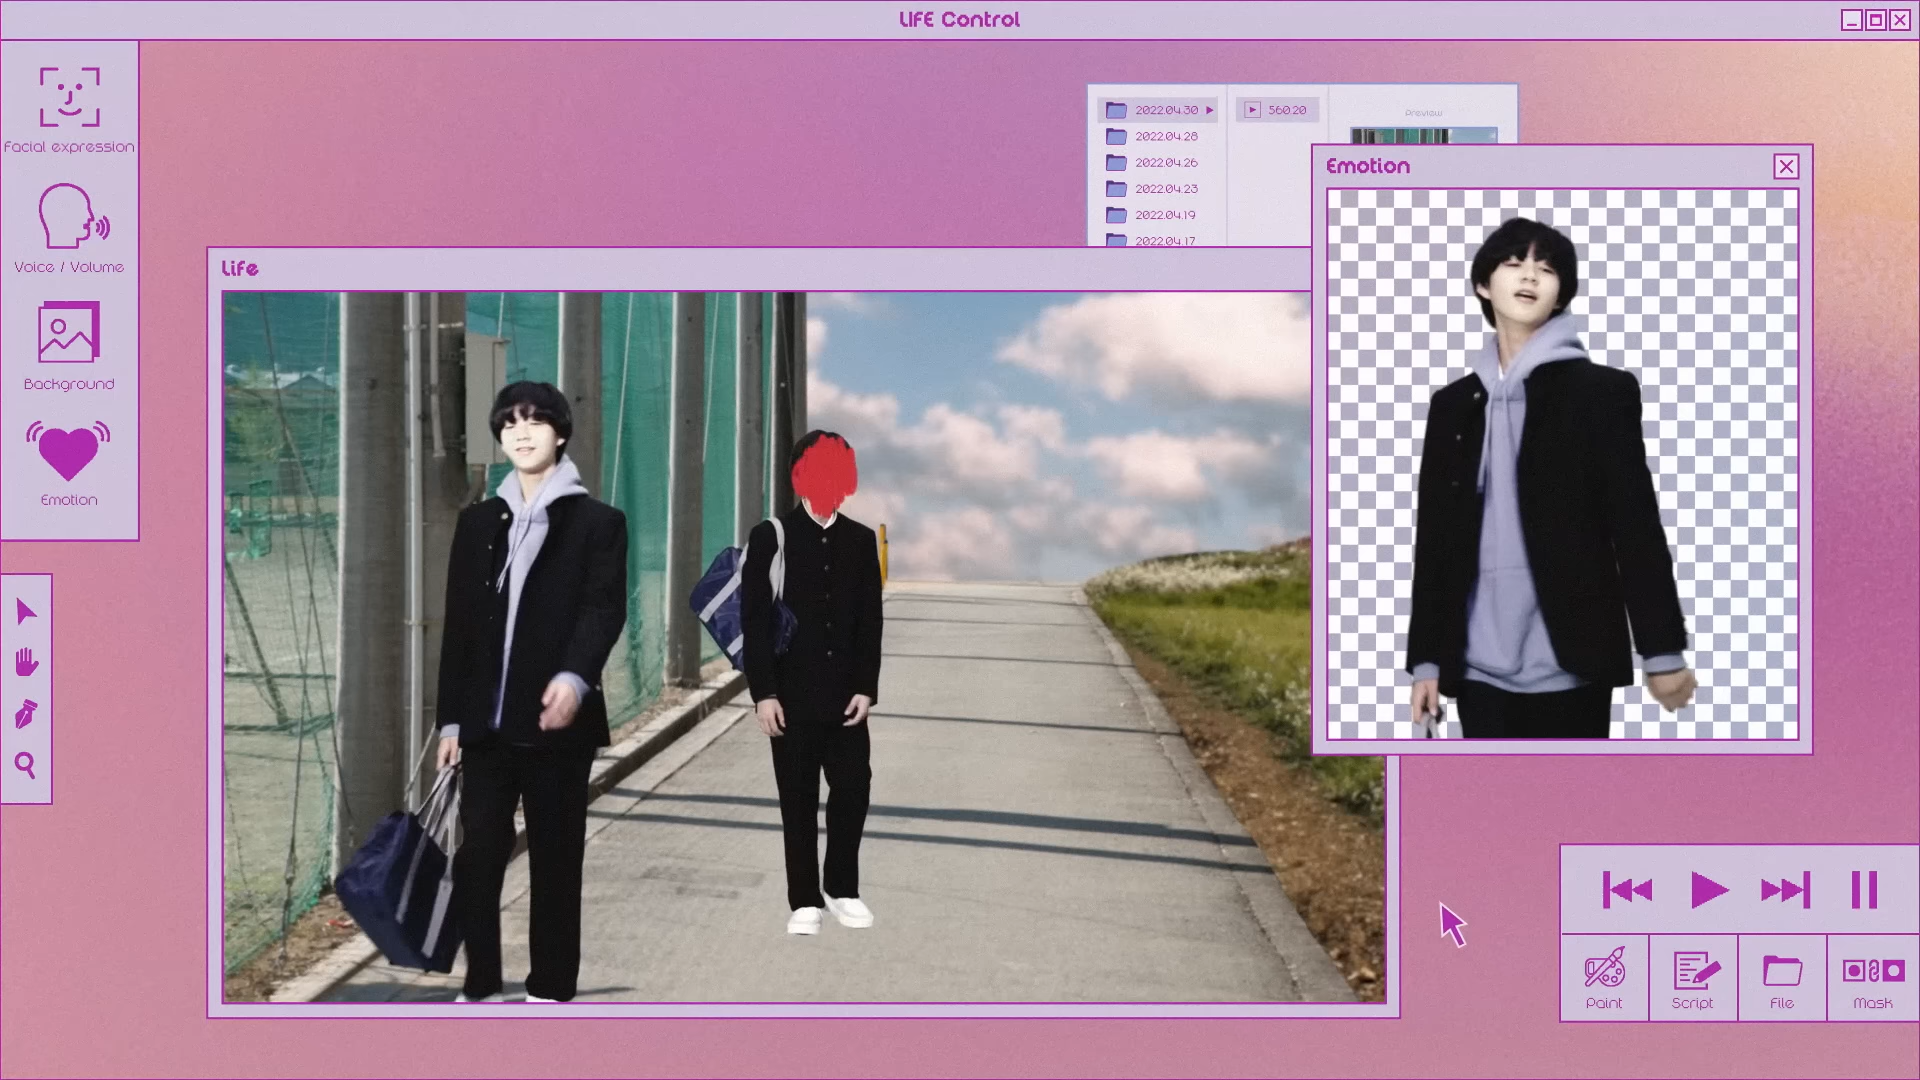 LIFE Control
Facial expression
Voice / Volume
Background
Emotion
2022.04.30
2022.04.28
2022.04.26
2022.04.23
2022.04.19
2022.04.17
560.20
Preview
Emotion
Life
Paint
Script
File
Mask